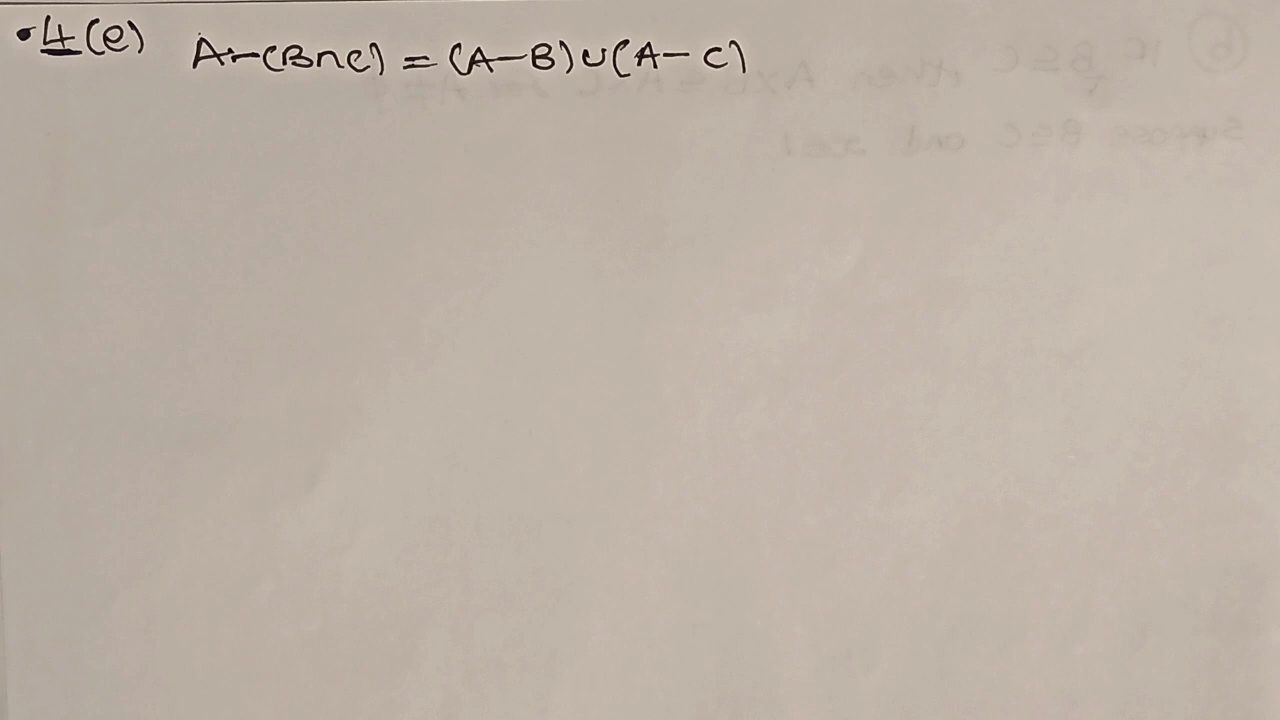 •4(e) A-(B∩C) = (A-B)∪(A-C)